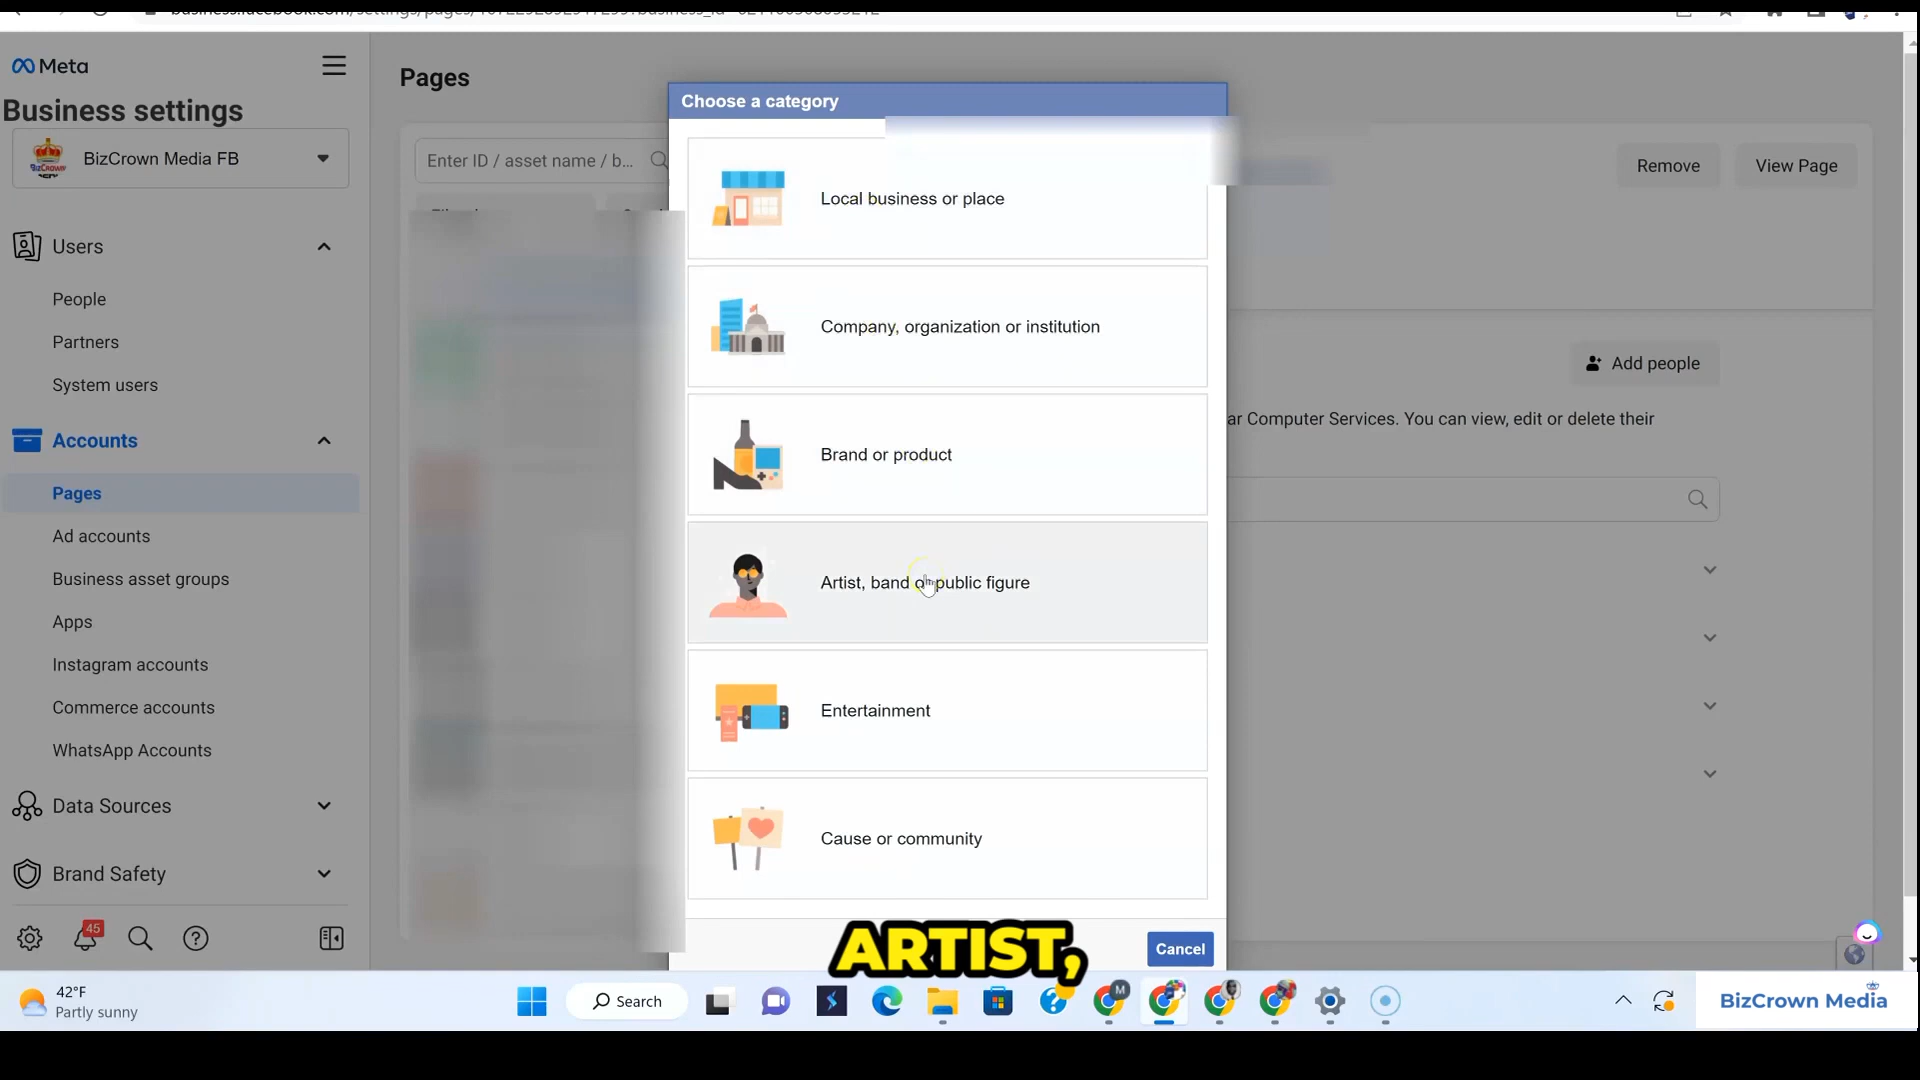 Meta
Business settings
BizCrown Media FB
Users
People
Partners
System users
Accounts
Pages
Ad accounts
Business asset groups
Apps
Instagram accounts
Commerce accounts
WhatsApp Accounts
Data Sources
Brand Safety
45
Pages
Enter ID / asset name / b...
Choose a category
Local business or place
Company, organization or institution
Brand or product
Artist, band or public figure
Entertainment
Cause or community
Cancel
Remove
View Page
Add people
ar Computer Services. You can view, edit or delete their
ARTIST,
42°F
Partly sunny
Search
M
BizCrown Media